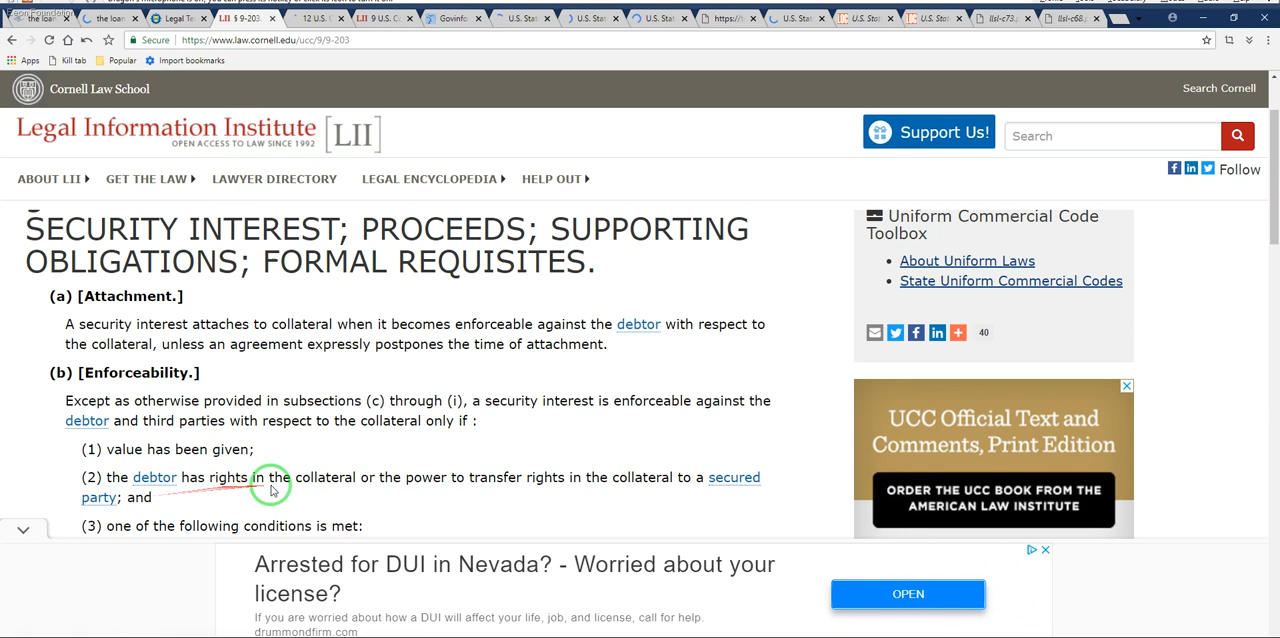 Eeon Foundation
the loan
the loan
Legal Te
LII § 9-203.
12 U.S. C
LII 9 U.S. Co
Govinfo
U.S. Stat
U.S. Stat
U.S. Stat
https://
U.S. Stat
U.S. Stat
U.S. Stat
llsl-c73.p
llsl-c68.p
Secure https://www.law.cornell.edu/ucc/9/9-203
Apps Kill tab Popular Import bookmarks
Cornell Law School
Search Cornell
Legal Information Institute [LII]
OPEN ACCESS TO LAW SINCE 1992
Support Us!
Search
ABOUT LII GET THE LAW LAWYER DIRECTORY LEGAL ENCYCLOPEDIA HELP OUT
Follow
SECURITY INTEREST; PROCEEDS; SUPPORTING
OBLIGATIONS; FORMAL REQUISITES.
(a) [Attachment.]
A security interest attaches to collateral when it becomes enforceable against the debtor with respect to
the collateral, unless an agreement expressly postpones the time of attachment.
(b) [Enforceability.]
Except as otherwise provided in subsections (c) through (i), a security interest is enforceable against the
debtor and third parties with respect to the collateral only if :
(1) value has been given;
(2) the debtor has rights in the collateral or the power to transfer rights in the collateral to a secured
party; and
(3) one of the following conditions is met:
Uniform Commercial Code
Toolbox
About Uniform Laws
State Uniform Commercial Codes
40
UCC Official Text and
Comments, Print Edition
ORDER THE UCC BOOK FROM THE
AMERICAN LAW INSTITUTE
Arrested for DUI in Nevada? - Worried about your
license?
If you are worried about how a DUI will affect your life, job, and license, call for help.
drummondfirm.com
OPEN